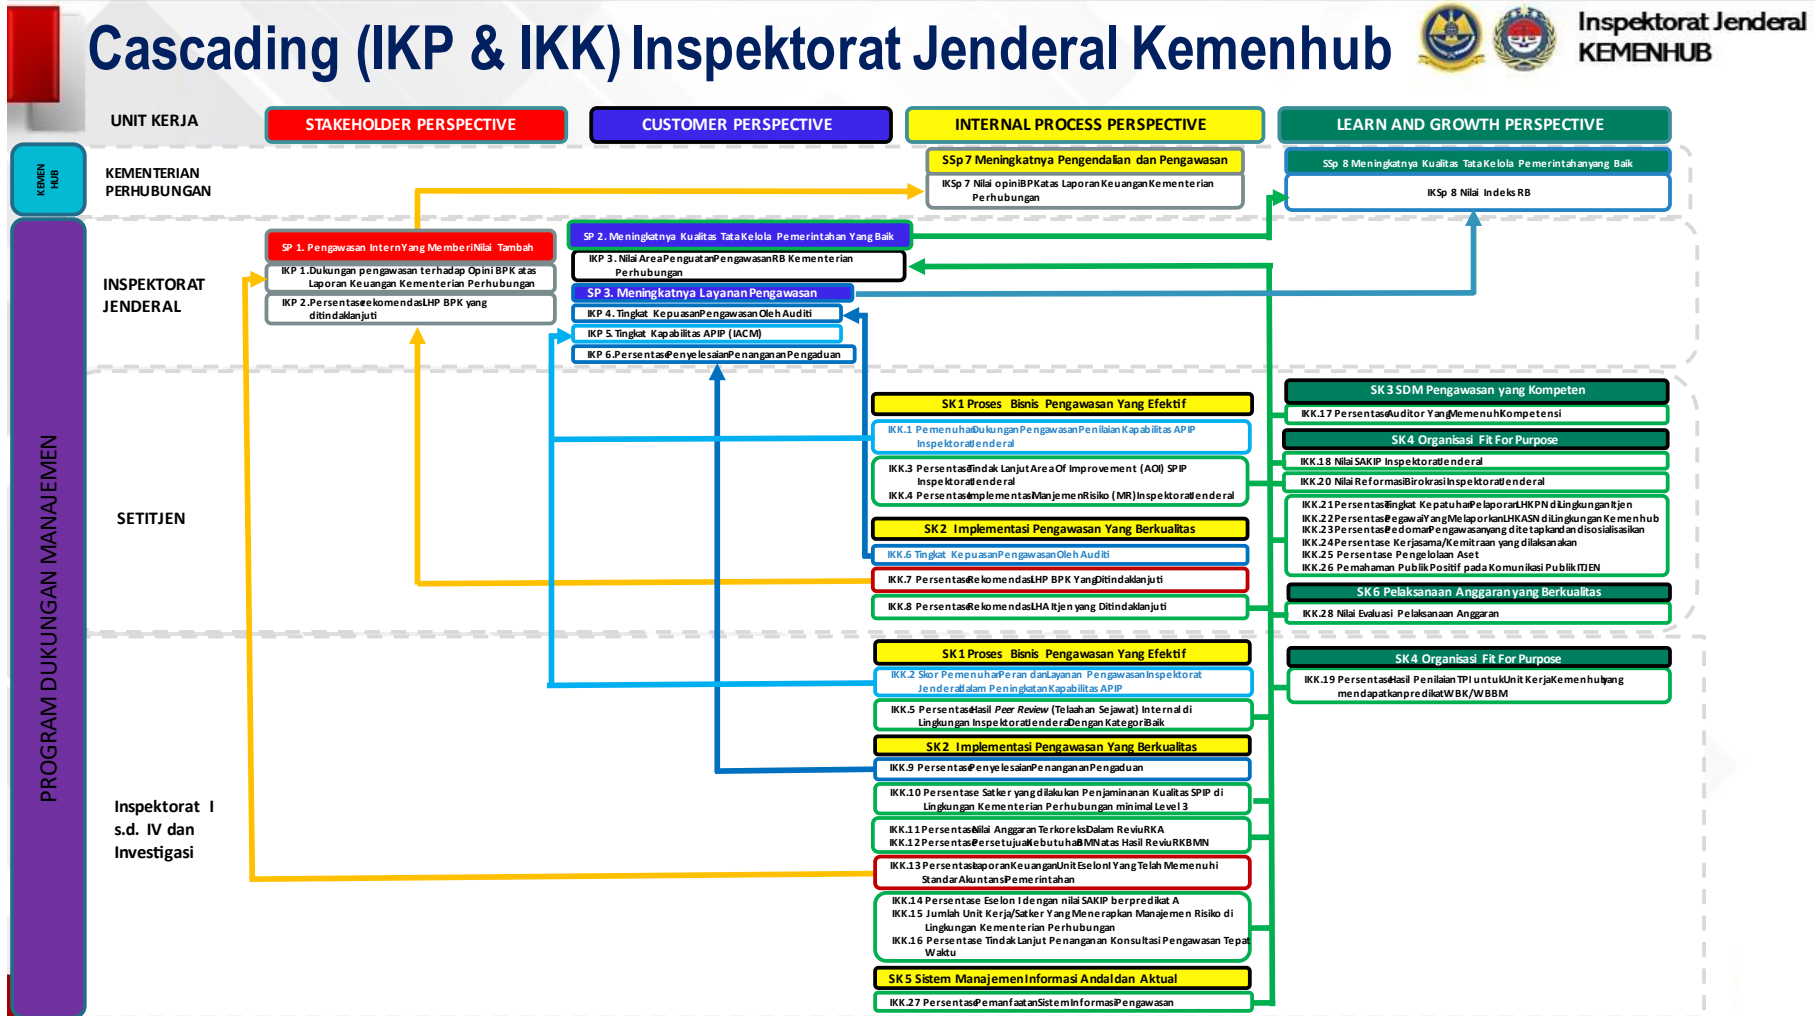 Cascading (IKP & IKK) Inspektorat Jenderal Kemenhub
Inspektorat Jenderal
KEMENHUB
UNIT KERJA
STAKEHOLDER PERSPECTIVE
CUSTOMER PERSPECTIVE
INTERNAL PROCESS PERSPECTIVE
LEARN AND GROWTH PERSPECTIVE
KEMEN
HUB
KEMENTERIAN
PERHUBUNGAN
SSp 7 Meningkatnya Pengendalian dan Pengawasan
IKSp 7 Nilai opini BPK atas Laporan Keuangan Kementerian
Perhubungan
SSp 8 Meningkatnya Kualitas Tata Kelola Pemerintahan yang Baik
IKSp 8 Nilai Indeks RB
PROGRAM DUKUNGAN MANAJEMEN
INSPEKTORAT
JENDERAL
SP 1. Pengawasan Intern Yang Memberi Nilai Tambah
IKP 1.Dukungan pengawasan terhadap Opini BPK atas
Laporan Keuangan Kementerian Perhubungan
IKP 2.Persentase rekomendasi LHP BPK yang
ditindaklanjuti
SP 2. Meningkatnya Kualitas Tata Kelola Pemerintahan Yang Baik
IKP 3. Nilai Area Penguatan Pengawasan RB Kementerian
Perhubungan
SP 3. Meningkatnya Layanan Pengawasan
IKP 4. Tingkat Kepuasan Pengawasan Oleh Auditi
IKP 5. Tingkat Kapabilitas APIP (IACM)
IKP 6.Persentase Penyelesaian Penanganan Pengaduan
SETITJEN
SK1 Proses Bisnis Pengawasan Yang Efektif
IKK.1 Pemenuhan Dukungan Pengawasan Penilaian Kapabilitas APIP
Inspektorat Jenderal
IKK.3 Persentase Tindak Lanjut Area Of Improvement (AOI) SPIP
Inspektorat Jenderal
IKK.4 Persentase Implementasi Manjemen Risiko (MR) Inspektorat Jenderal
SK2 Implementasi Pengawasan Yang Berkualitas
IKK.6 Tingkat Kepuasan Pengawasan Oleh Auditi
IKK.7 Persentase Rekomendasi LHP BPK Yang Ditindaklanjuti
IKK.8 Persentase Rekomendasi LHA Itjen yang Ditindaklanjuti
SK3 SDM Pengawasan yang Kompeten
IKK.17 Persentase Auditor Yang Memenuhi Kompetensi
SK4 Organisasi Fit For Purpose
IKK.18 Nilai SAKIP Inspektorat Jenderal
IKK.20 Nilai Reformasi Birokrasi Inspektorat Jenderal
IKK.21 Persentase Tingkat Kepatuhan Pelaporan LHKPN di Lingkungan Itjen
IKK.22 Persentase Pegawai Yang Melaporkan LHKASN di Lingkungan Kemenhub
IKK.23 Persentase Pedoman Pengawasan yang ditetapkan dan disosialisasikan
IKK.24 Persentase Kerjasama/Kemitraan yang dilaksanakan
IKK.25 Persentase Pengelolaan Aset
IKK.26 Pemahaman Publik Positif pada Komunikasi Publik ITJEN
SK6 Pelaksanaan Anggaran yang Berkualitas
IKK.28 Nilai Evaluasi Pelaksanaan Anggaran
Inspektorat I
s.d. IV dan
Investigasi
SK1 Proses Bisnis Pengawasan Yang Efektif
IKK.2 Skor Pemenuhan Peran dan Layanan Pengawasan Inspektorat
Jenderal dalam Peningkatan Kapabilitas APIP
IKK.5 Persentase Hasil Peer Review (Telaahan Sejawat) Internal di
Lingkungan Inspektorat Jenderal Dengan Kategori Baik
SK2 Implementasi Pengawasan Yang Berkualitas
IKK.9 Persentase Penyelesaian Penanganan Pengaduan
IKK.10 Persentase Satker yang dilakukan Penjaminanan Kualitas SPIP di
Lingkungan Kementerian Perhubungan minimal Level 3
IKK.11 Persentase Nilai Anggaran Terkoreksi Dalam Reviu RKA
IKK.12 Persentase Persetujuan Kebutuhan BMN atas Hasil Reviu RKBMN
IKK.13 Persentase Laporan Keuangan Unit Eselon I Yang Telah Memenuhi
Standar Akuntansi Pemerintahan
IKK.14 Persentase Eselon I dengan nilai SAKIP berpredikat A
IKK.15 Jumlah Unit Kerja/Satker Yang Menerapkan Manajemen Risiko di
Lingkungan Kementerian Perhubungan
IKK.16 Persentase Tindak Lanjut Penanganan Konsultasi Pengawasan Tepat
Waktu
SK5 Sistem Manajemen Informasi Andal dan Aktual
IKK.27 Persentase Pemanfaatan Sistem Informasi Pengawasan
SK4 Organisasi Fit For Purpose
IKK.19 Persentase Hasil Penilaian TPI untuk Unit Kerja Kemenhub yang
mendapatkan predikat WBK/WBBM